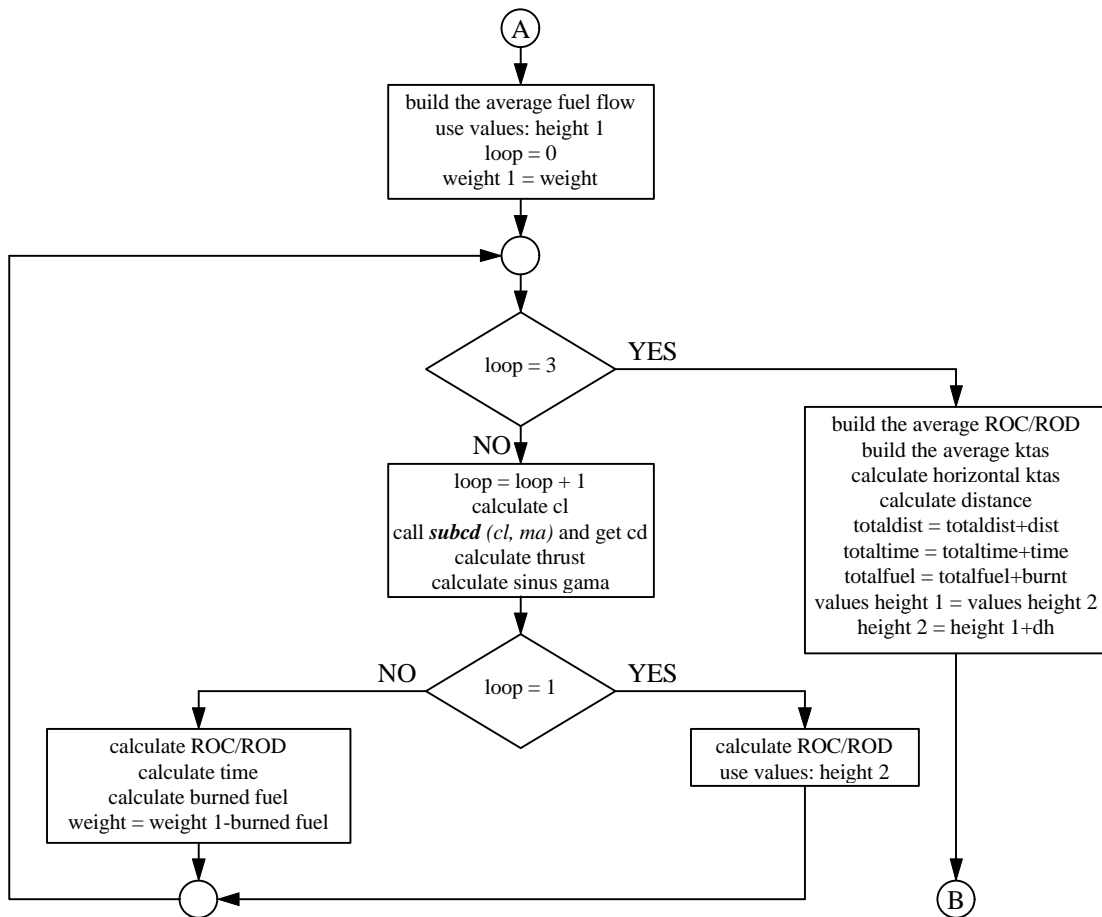 A
build the average fuel flow
use values: height 1
loop = 0
weight 1 = weight
loop = 3
YES
NO
build the average ROC/ROD
build the average ktas
calculate horizontal ktas
calculate distance
totaldist = totaldist+dist
totaltime = totaltime+time
totalfuel = totalfuel+burnt
values height 1 = values height 2
height 2 = height 1+dh
loop = loop + 1
calculate cl
call subcd (cl, ma) and get cd
calculate thrust
calculate sinus gama
loop = 1
NO
YES
calculate ROC/ROD
calculate time
calculate burned fuel
weight = weight 1-burned fuel
calculate ROC/ROD
use values: height 2
B